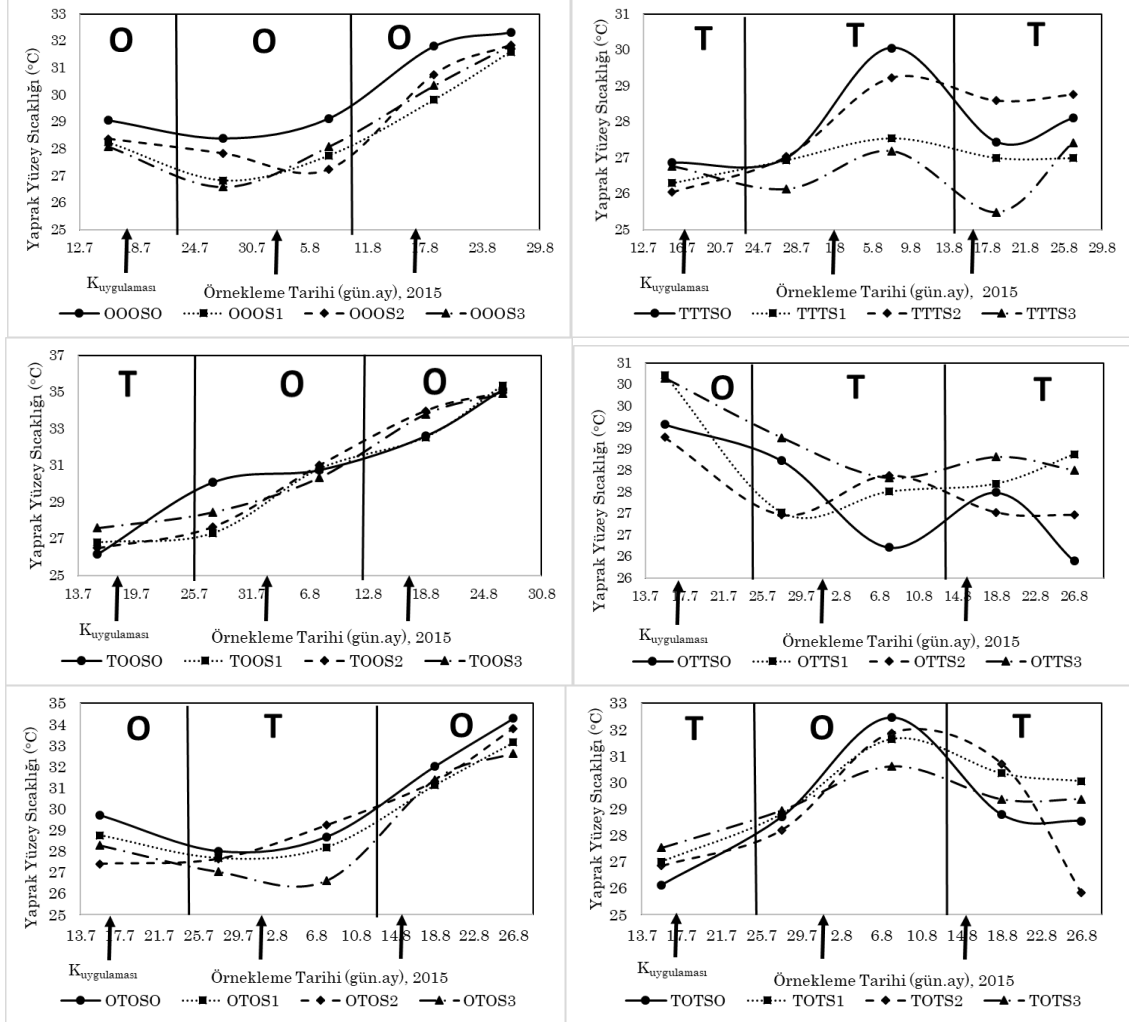 Yaprak Yüzey Sıcaklığı (°C)
33
32
31
30
29
28
27
26
25
O O O
12.7 18.7 24.7 30.7 5.8 11.8 17.8 23.8 29.8
K uygulaması
Örnekleme Tarihi (gün.ay), 2015
OOOSO OOOS1 OOOS2 OOOS3
Yaprak Yüzey Sıcaklığı (°C)
31
30
29
28
27
26
25
T T T
12.7 16.7 20.7 24.7 28.7 1.8 5.8 9.8 13.8 17.8 21.8 25.8 29.8
K uygulaması
Örnekleme Tarihi (gün.ay), 2015
TTTSO TTTS1 TTTS2 TTTS3
Yaprak Yüzey Sıcaklığı (°C)
37
35
33
31
29
27
25
T O O
13.7 19.7 25.7 31.7 6.8 12.8 18.8 24.8 30.8
K uygulaması
Örnekleme Tarihi (gün.ay), 2015
TOOSO TOOS1 TOOS2 TOOS3
Yaprak Yüzey Sıcaklığı (°C)
31
30
30
29
29
28
28
27
27
26
26
O T T
13.7 17.7 25.7 29.7 2.8 6.8 10.8 14.8 18.8 22.8 26.8
K uygulaması
Örnekleme Tarihi (gün.ay), 2015
OTTSO OTTS1 OTTS2 OTTS3
Yaprak Yüzey Sıcaklığı (°C)
35
34
33
32
31
30
29
28
27
26
25
O T O
13.7 17.7 21.7 25.7 29.7 2.8 6.8 10.8 14.8 18.8 22.8 26.8
K uygulaması
Örnekleme Tarihi (gün.ay), 2015
OTOSO OTOS1 OTOS2 OTOS3
Yaprak Yüzey Sıcaklığı (°C)
33
32
31
30
29
28
27
26
25
T O T
13.7 17.7 21.7 25.7 29.7 2.8 6.8 10.8 14.8 18.8 22.8 26.8
K uygulaması
Örnekleme Tarihi (gün.ay), 2015
TOTSO TOTS1 TOTS2 TOTS3